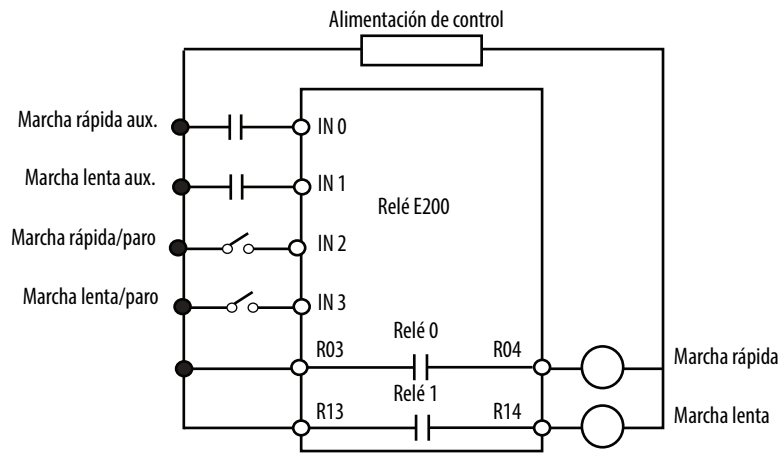 Alimentación de control
Marcha rápida aux.
IN 0
Marcha lenta aux.
IN 1
Relé E200
Marcha rápida/paro
IN 2
Marcha lenta/paro
IN 3
Relé 0
R03
R04
Marcha rápida
Relé 1
R13
R14
Marcha lenta